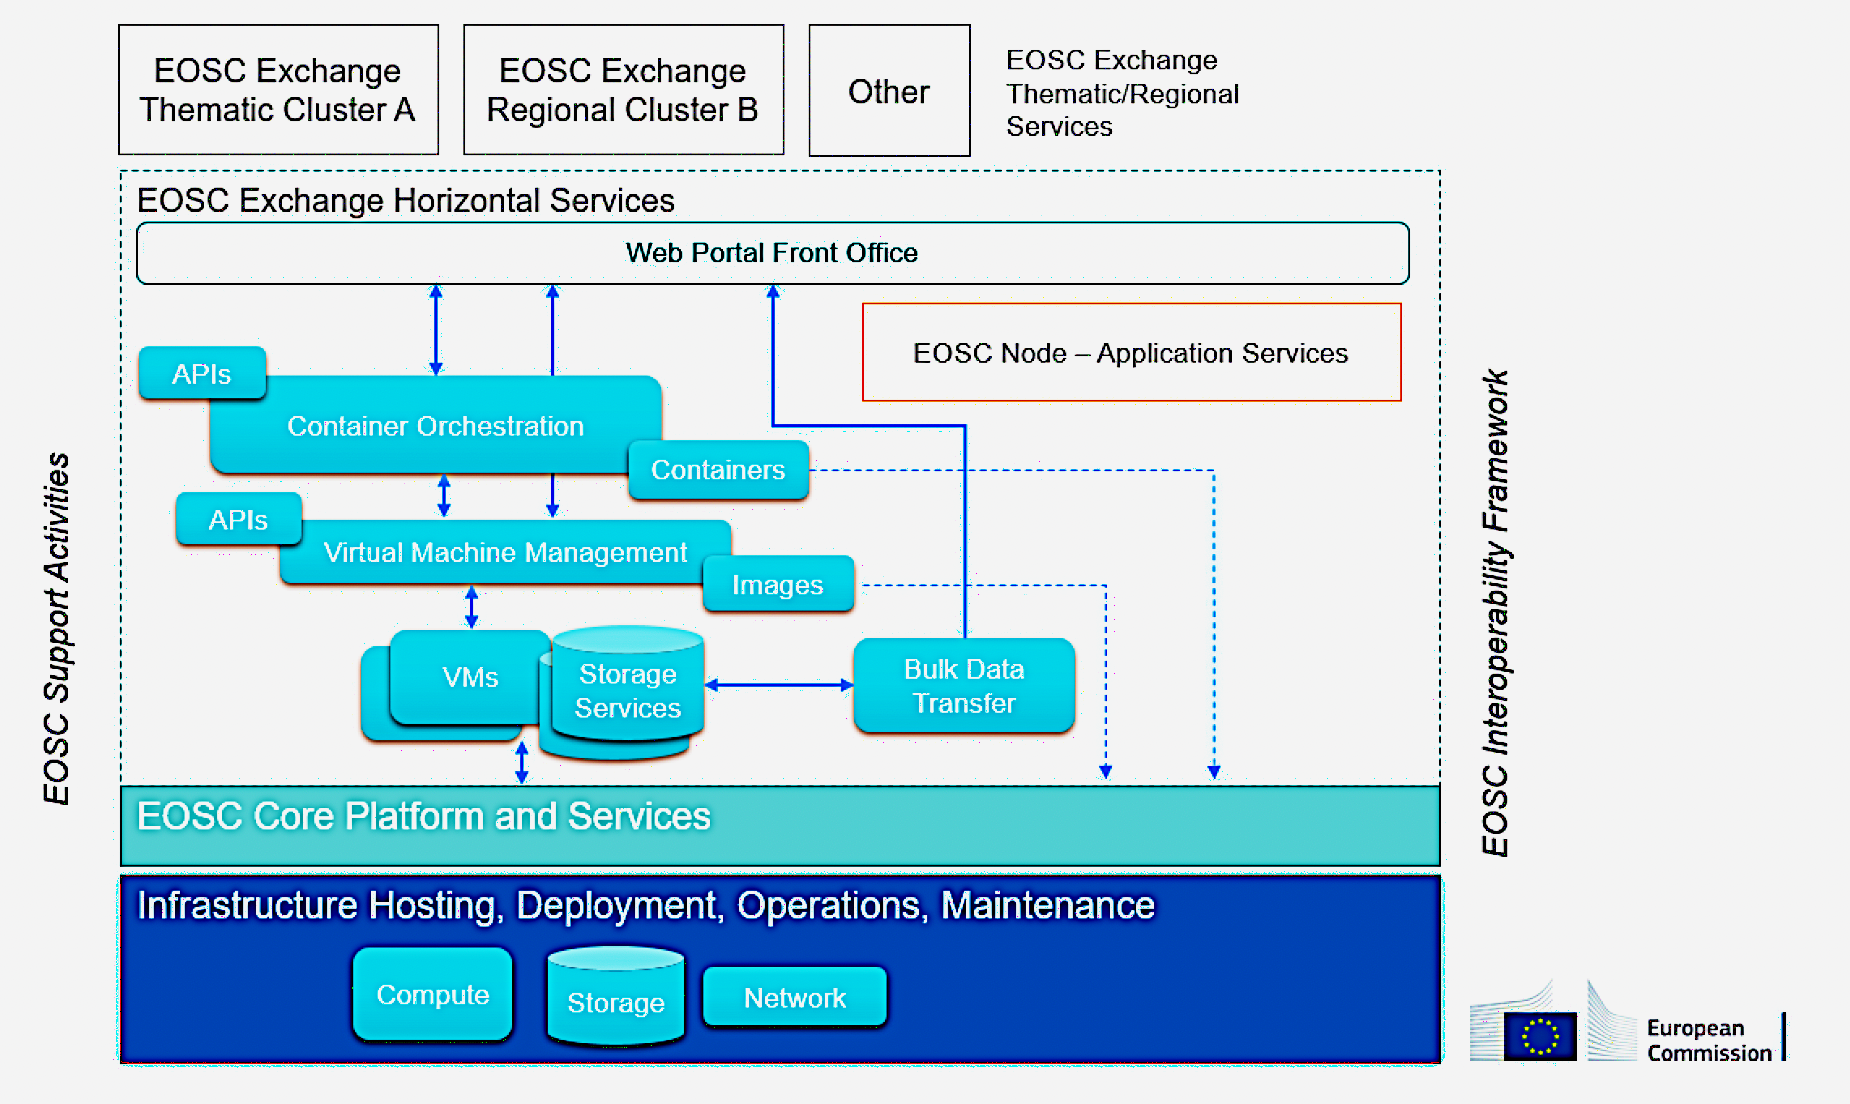 EOSC Exchange
Thematic Cluster A
EOSC Exchange
Regional Cluster B
Other
EOSC Exchange
Thematic/Regional
Services
EOSC Exchange Horizontal Services
Web Portal Front Office
EOSC Node – Application Services
APIs
Container Orchestration
Containers
APIs
Virtual Machine Management
Images
VMs
Storage
Services
Bulk Data
Transfer
EOSC Support Activities
EOSC Interoperability Framework
EOSC Core Platform and Services
Infrastructure Hosting, Deployment, Operations, Maintenance
Compute
Storage
Network
European
Commission